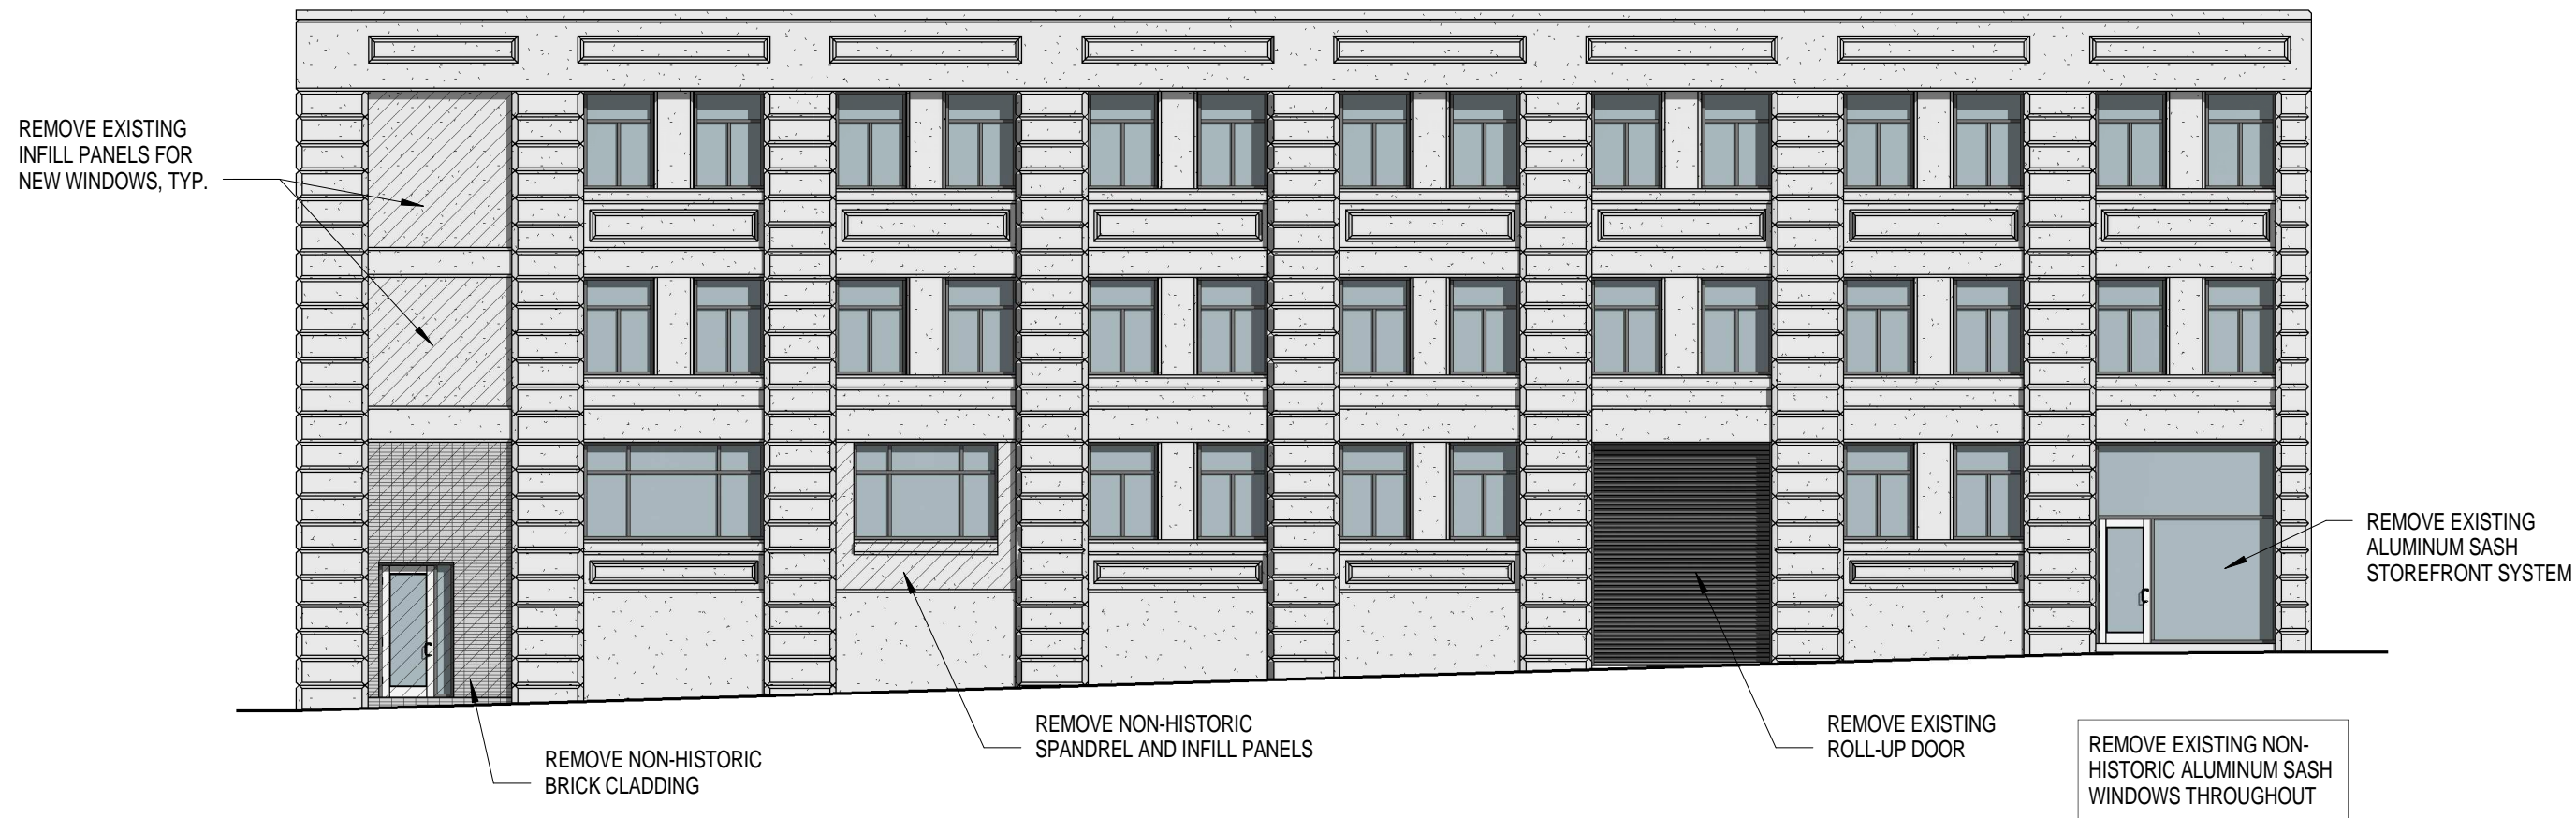 REMOVE EXISTING
INFILL PANELS FOR
NEW WINDOWS, TYP.
REMOVE EXISTING
ALUMINUM SASH
STOREFRONT SYSTEM
REMOVE NON-HISTORIC
BRICK CLADDING
REMOVE NON-HISTORIC
SPANDREL AND INFILL PANELS
REMOVE EXISTING
ROLL-UP DOOR
REMOVE EXISTING NON-
HISTORIC ALUMINUM SASH
WINDOWS THROUGHOUT